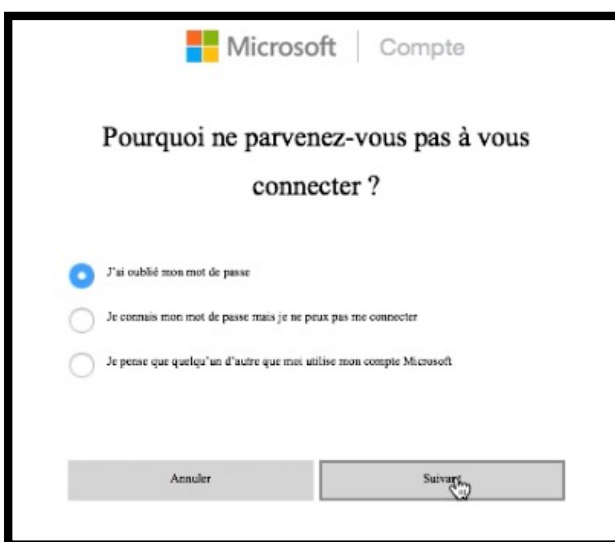 Microsoft | Compte
Pourquoi ne parvenez-vous pas à vous
connecter ?
J'ai oublié mon mot de passe
Je connais mon mot de passe mais je ne peux pas me connecter
Je pense que quelqu'un d'autre que moi utilise mon compte Microsoft
Annuler
Suivant